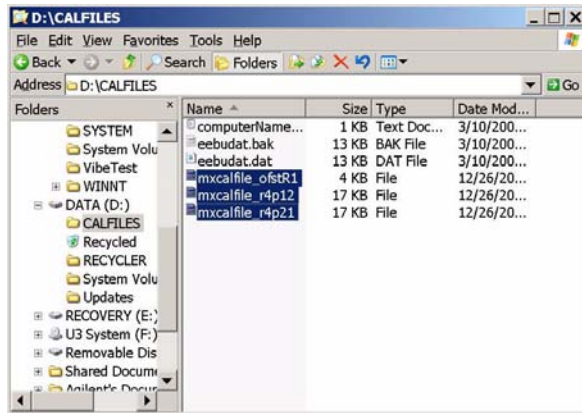 D:\CALFILES
File Edit View Favorites Tools Help
Back Search Folders
Address D:\CALFILES Go
Folders ×
SYSTEM
System Volu
VibeTest
WINNT
DATA (D:)
CALFILES
Recycled
RECYCLER
System Volu
Updates
RECOVERY (E:)
U3 System (F:)
Removable Dis
Shared Docume
Agilent's Docum
Name Size Type Date Mod...
computerName... 1 KB Text Doc... 3/10/200...
eebudat.bak 13 KB BAK File 3/10/200...
eebudat.dat 13 KB DAT File 3/10/200...
mxcalfile_ofstR1 4 KB File 12/26/20...
mxcalfile_r4p12 17 KB File 12/26/20...
mxcalfile_r4p21 17 KB File 12/26/20...